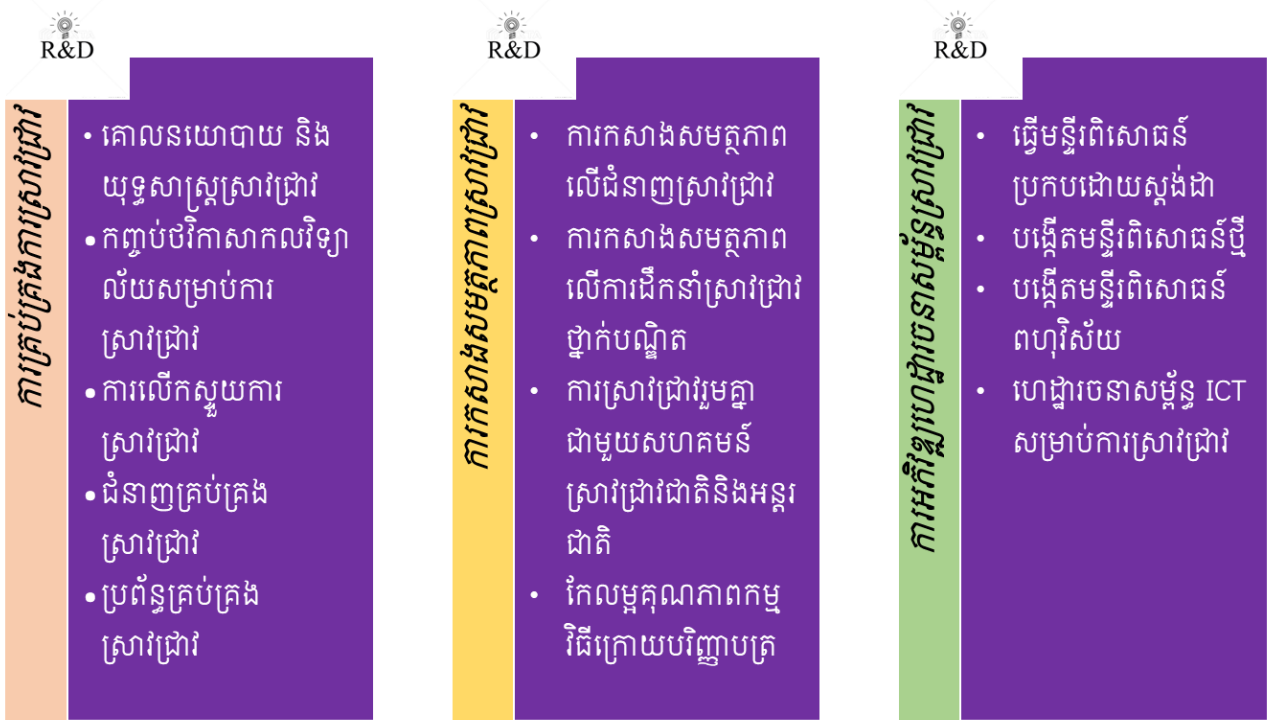 R&D
ការគ្រប់គ្រងការស្រាវជ្រាវ
• គោលនយោបាយ និង
យុទ្ធសាស្ត្រស្រាវជ្រាវ
• កញ្ចប់ថវិកាសាកលវិទ្យា
ល័យសម្រាប់ការ
ស្រាវជ្រាវ
• ការលើកស្ទួយការ
ស្រាវជ្រាវ
• ជំនាញគ្រប់គ្រង
ស្រាវជ្រាវ
• ប្រព័ន្ធគ្រប់គ្រង
ស្រាវជ្រាវ
R&D
ការកសាងសមត្ថភាពស្រាវជ្រាវ
• ការកសាងសមត្ថភាព
លើជំនាញស្រាវជ្រាវ
• ការកសាងសមត្ថភាព
លើការដឹកនាំស្រាវជ្រាវ
ថ្នាក់បណ្ឌិត
• ការស្រាវជ្រាវរួមគ្នា
ជាមួយសហគមន៍
ស្រាវជ្រាវជាតិនិងអន្តរ
ជាតិ
• កែលម្អគុណភាពកម្ម
វិធីក្រោយបរិញ្ញាបត្រ
R&D
ការអភិវឌ្ឍហេដ្ឋារចនាសម្ព័ន្ធស្រាវជ្រាវ
• ធ្វើមន្ទីរពិសោធន៍
ប្រកបដោយស្តង់ដា
• បង្កើតមន្ទីរពិសោធន៍ថ្មី
• បង្កើតមន្ទីរពិសោធន៍
ពហុវិស័យ
• ហេដ្ឋារចនាសម្ព័ន្ធ ICT
សម្រាប់ការស្រាវជ្រាវ